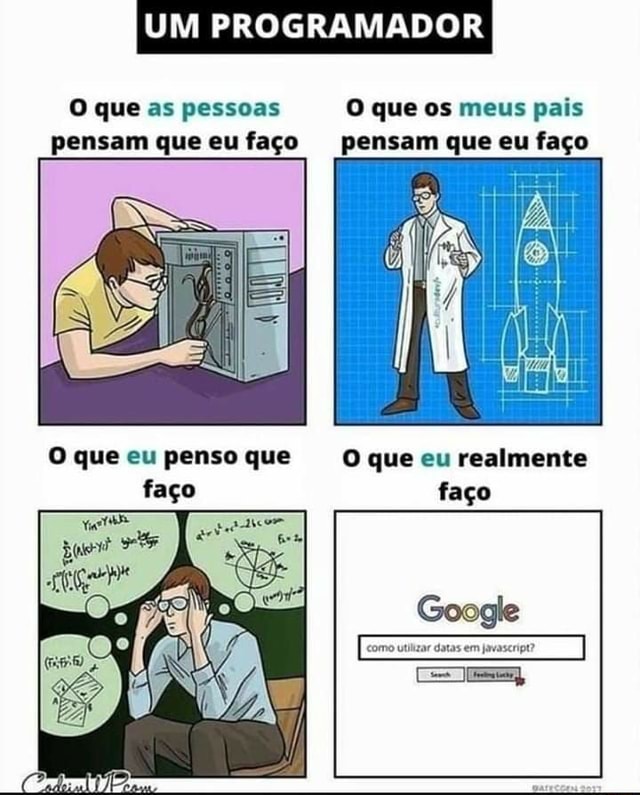 UM PROGRAMADOR
O que as pessoas
pensam que eu faço
O que os meus pais
pensam que eu faço
O que eu penso que
faço
O que eu realmente
faço
Google
como utilizar datas em javascript?
Search
Feeling Lucky